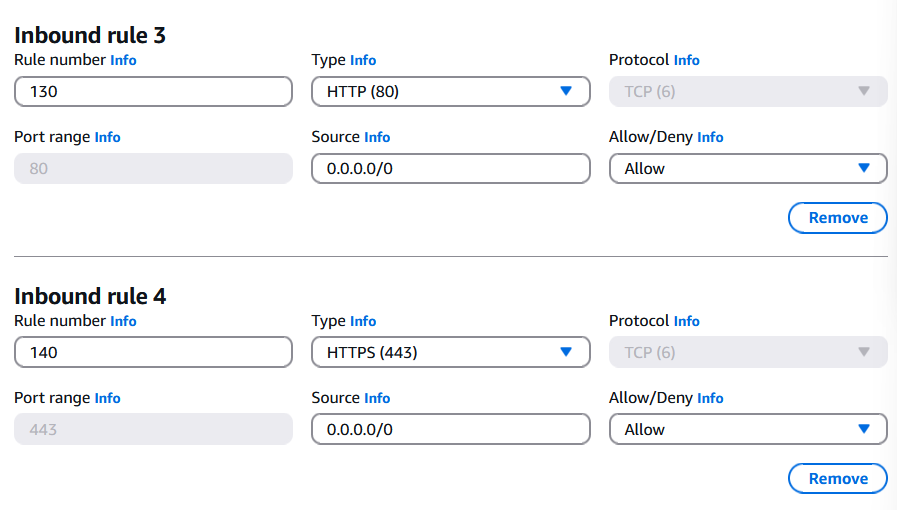 Inbound rule 3
Rule number Info Type Info Protocol Info
130 HTTP (80) TCP (6)
Port range Info Source Info Allow/Deny Info
80 0.0.0.0/0 Allow
Remove
Inbound rule 4
Rule number Info Type Info Protocol Info
140 HTTPS (443) TCP (6)
Port range Info Source Info Allow/Deny Info
443 0.0.0.0/0 Allow
Remove